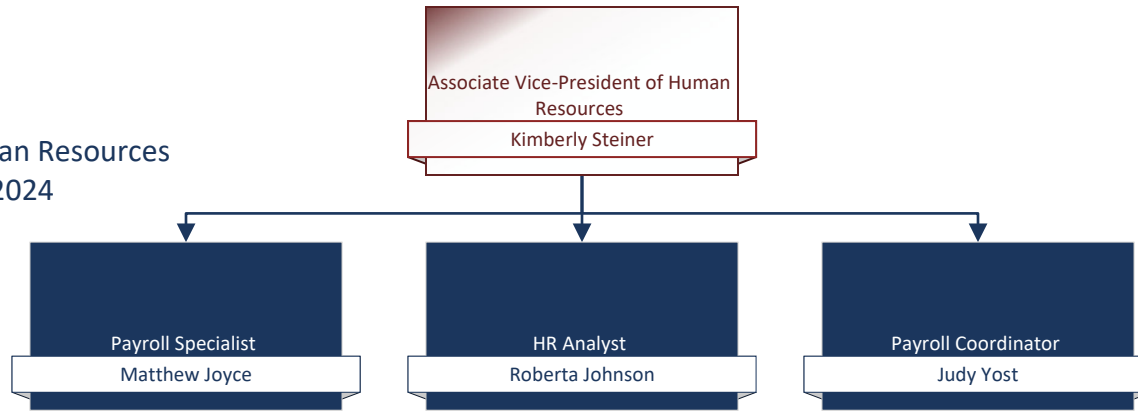 Associate Vice-President of Human
Resources
Kimberly Steiner
an Resources
2024
Payroll Specialist
Matthew Joyce
HR Analyst
Roberta Johnson
Payroll Coordinator
Judy Yost